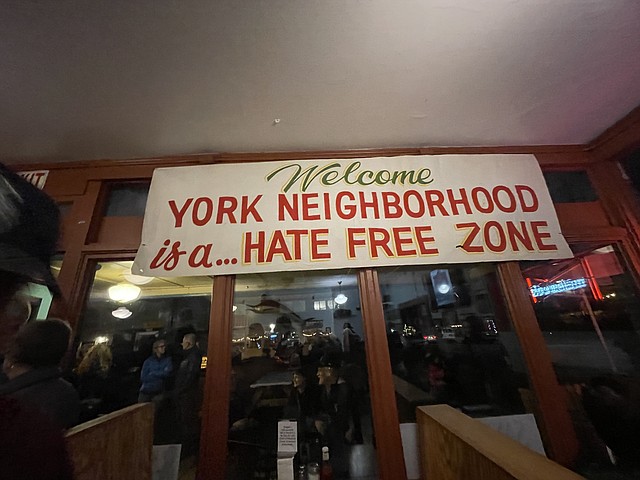 Welcome
YORK NEIGHBORHOOD
is a... HATE FREE ZONE